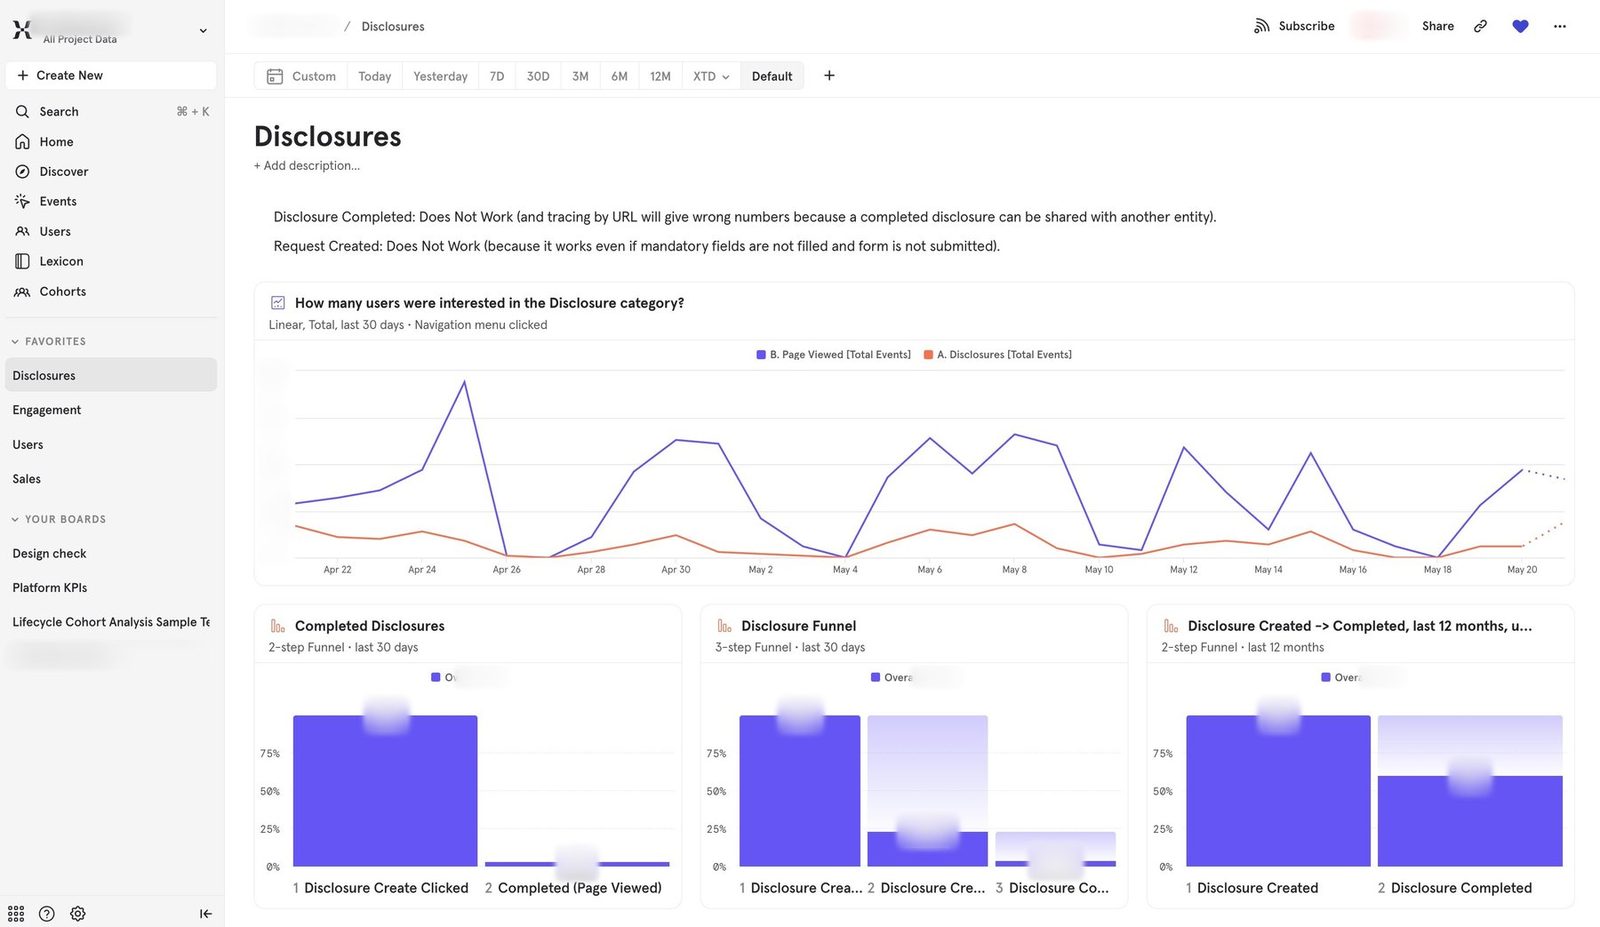 All Project Data
/ Disclosures
Subscribe
Share
Create New
Custom Today Yesterday 7D 30D 3M 6M 12M XTD Default +
Search ⌘ + K
Home
Discover
Events
Users
Lexicon
Cohorts
FAVORITES
Disclosures
Engagement
Users
Sales
YOUR BOARDS
Design check
Platform KPIs
Lifecycle Cohort Analysis Sample Te
Disclosures
+ Add description...
Disclosure Completed: Does Not Work (and tracing by URL will give wrong numbers because a completed disclosure can be shared with another entity).
Request Created: Does Not Work (because it works even if mandatory fields are not filled and form is not submitted).
How many users were interested in the Disclosure category?
Linear, Total, last 30 days · Navigation menu clicked
B. Page Viewed [Total Events] A. Disclosures [Total Events]
Apr 22 Apr 24 Apr 26 Apr 28 Apr 30 May 2 May 4 May 6 May 8 May 10 May 12 May 14 May 16 May 18 May 20
Completed Disclosures
2-step Funnel · last 30 days
75%
50%
25%
0%
1 Disclosure Create Clicked 2 Completed (Page Viewed)
Disclosure Funnel
3-step Funnel · last 30 days
Overa
75%
50%
25%
0%
1 Disclosure Crea... 2 Disclosure Cre... 3 Disclosure Co...
Disclosure Created -> Completed, last 12 months, u...
2-step Funnel · last 12 months
Overa
75%
50%
25%
0%
1 Disclosure Created 2 Disclosure Completed